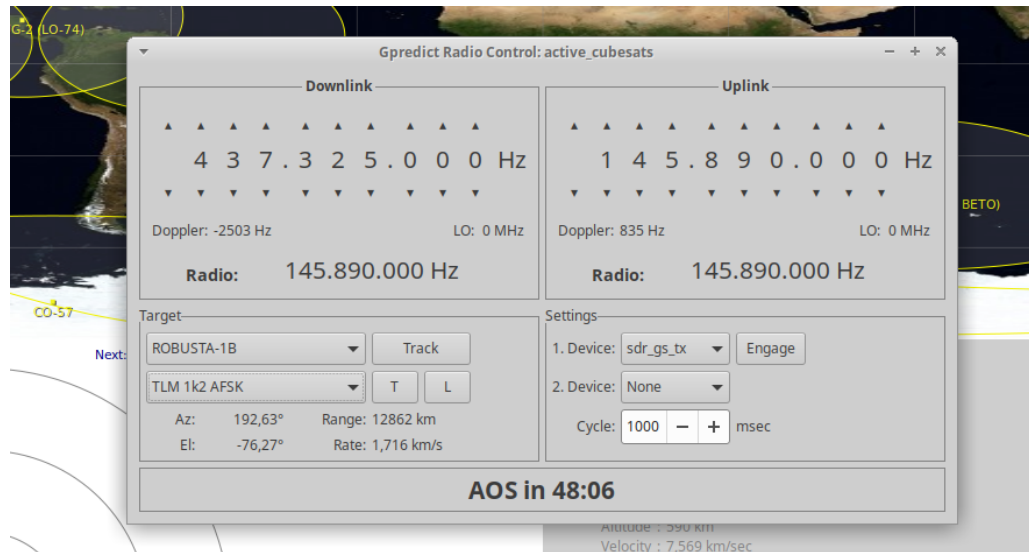 G-2 (LO-74)
Gpredict Radio Control: active_cubesats
Downlink
437.325.000 Hz
Doppler: -2503 Hz LO: 0 MHz
Radio: 145.890.000 Hz
Uplink
145.890.000 Hz
Doppler: 835 Hz LO: 0 MHz
Radio: 145.890.000 Hz
BETO)
CO-57
Next:
Target
ROBUSTA-1B Track
TLM 1k2 AFSK T L
Az: 192,63° Range: 12862 km
El: -76,27° Rate: 1,716 km/s
Settings
1. Device: sdr_gs_tx Engage
2. Device: None
Cycle: 1000 msec
AOS in 48:06
Altitude : 590 km
Velocity : 7.569 km/sec